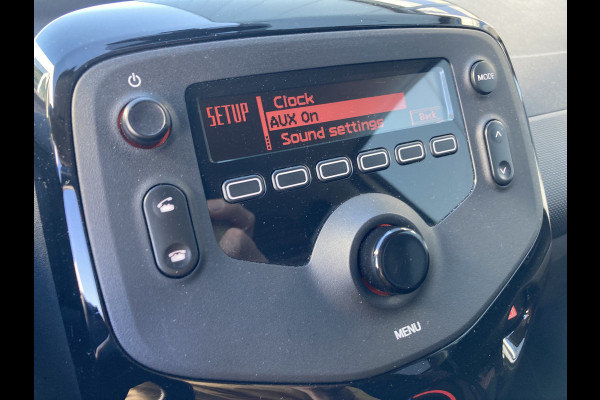 MODE
SETUP
Clock
AUX On
Sound settings
Back
MENU